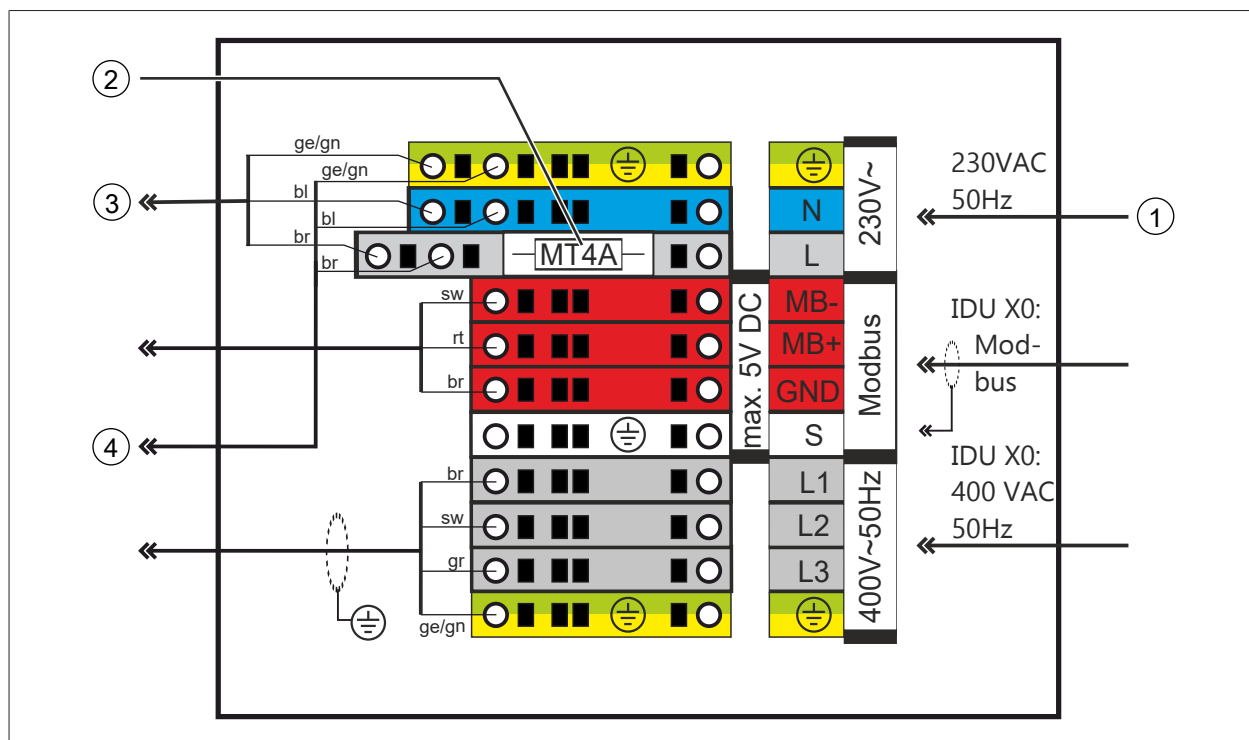 2
ge/gn
ge/gn
230V~
230VAC
50Hz
3
bl
bl
N
1
br
br
MT4A
L
sw
MB-
max. 5V DC
Modbus
IDU X0:
Mod-
bus
rt
MB+
br
GND
4
S
br
L1
400V~50Hz
IDU X0:
400 VAC
50Hz
sw
L2
gr
L3
ge/gn